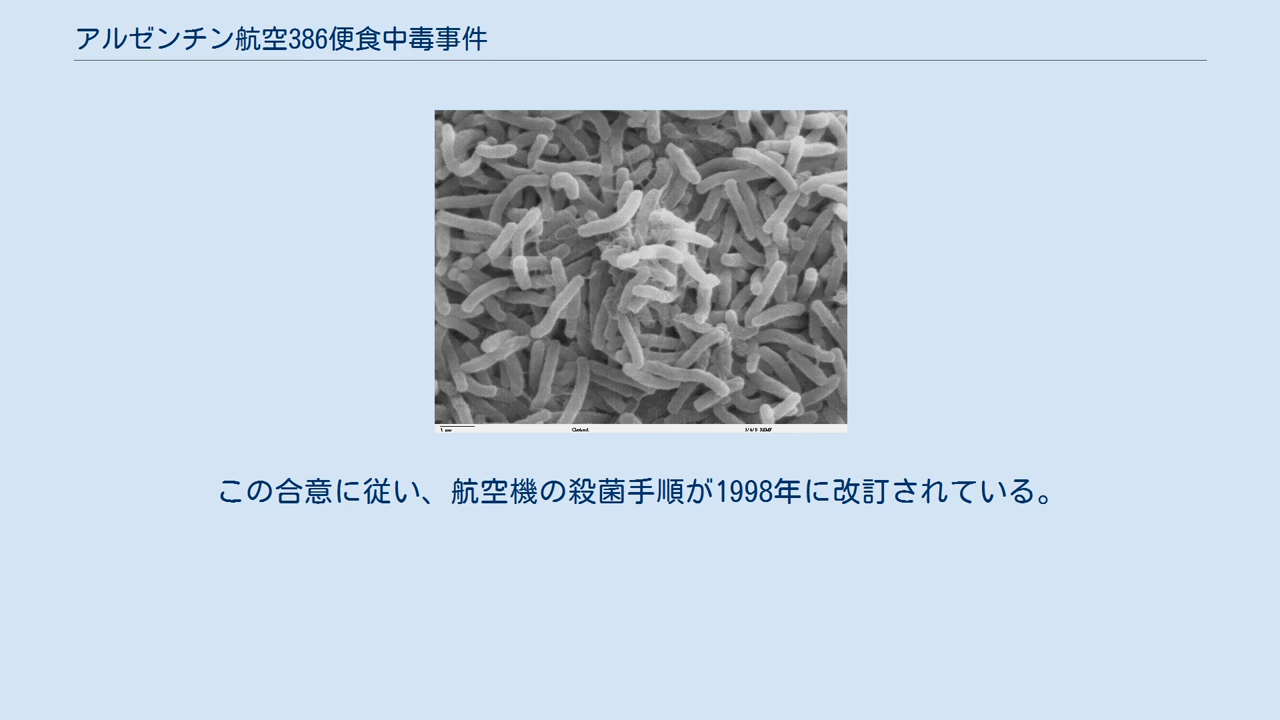 アルゼンチン航空386便食中毒事件
この合意に従い、航空機の殺菌手順が1998年に改訂されている。